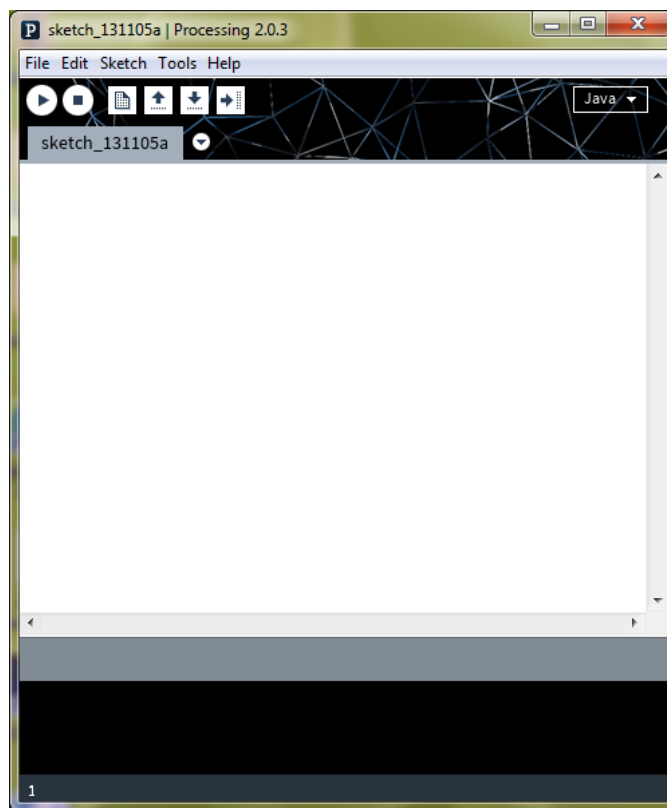 P sketch_131105a | Processing 2.0.3
File Edit Sketch Tools Help
Java
sketch_131105a
1